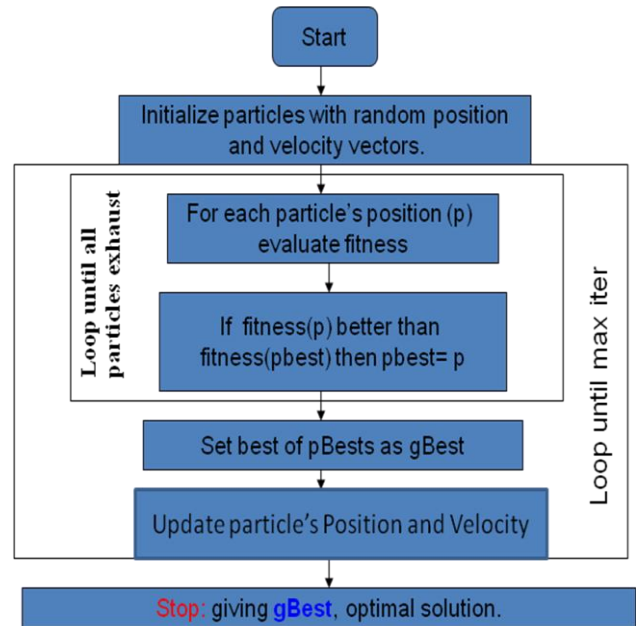 Start
Initialize particles with random position
and velocity vectors.
Loop until all
particles exhaust
For each particle's position (p)
evaluate fitness
If fitness(p) better than
fitness(pbest) then pbest= p
Loop until max iter
Set best of pBests as gBest
Update particle's Position and Velocity
Stop: giving gBest, optimal solution.